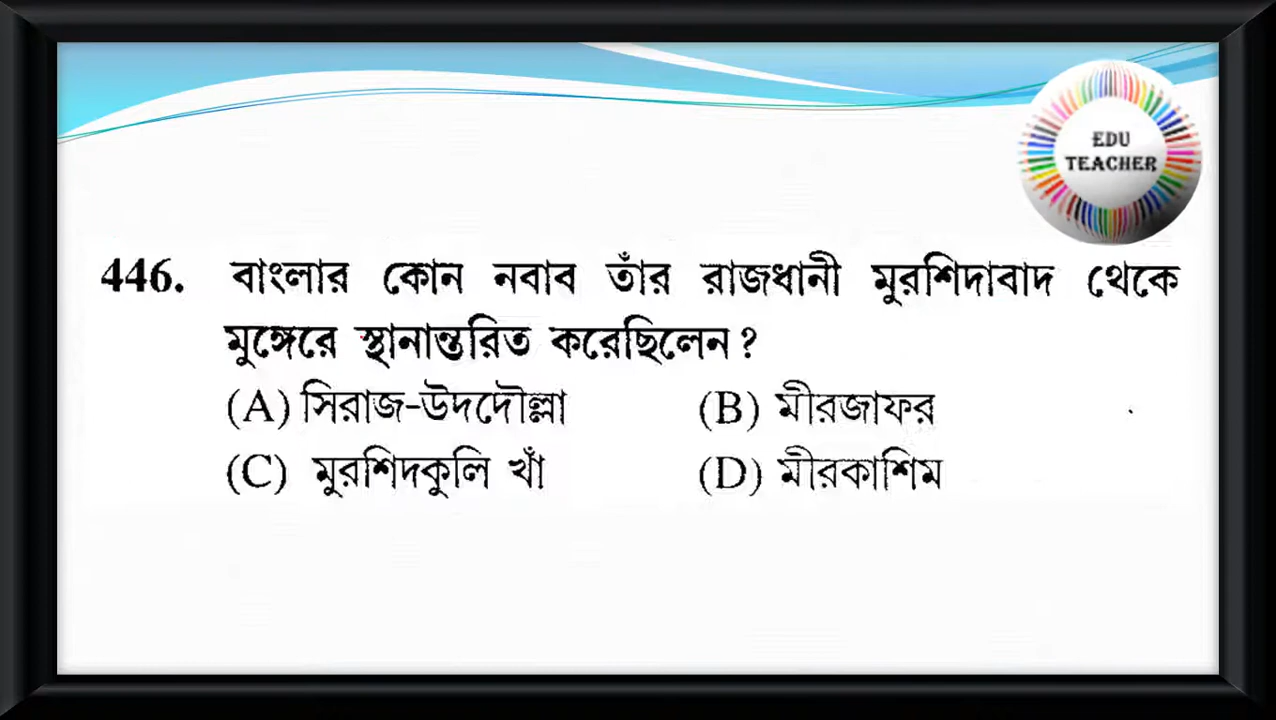 EDU
TEACHER
446. বাংলার কোন নবাব তাঁর রাজধানী মুরশিদাবাদ থেকে
মুঙ্গেরে স্থানান্তরিত করেছিলেন?
(A) সিরাজ-উদদৌল্লা (B) মীরজাফর
(C) মুরশিদকুলি খাঁ (D) মীরকাশিম